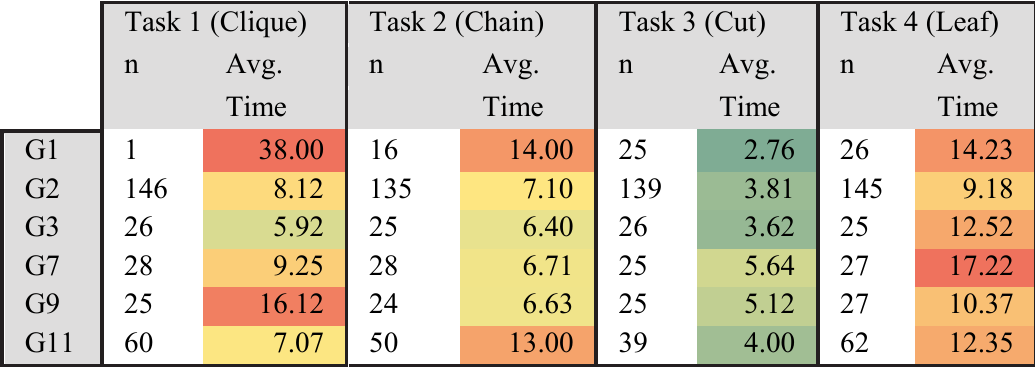 Task 1 (Clique) Task 2 (Chain) Task 3 (Cut) Task 4 (Leaf)
n Avg. n Avg. n Avg. n Avg.
Time Time Time Time
G1 1 38.00 16 14.00 25 2.76 26 14.23
G2 146 8.12 135 7.10 139 3.81 145 9.18
G3 26 5.92 25 6.40 26 3.62 25 12.52
G7 28 9.25 28 6.71 25 5.64 27 17.22
G9 25 16.12 24 6.63 25 5.12 27 10.37
G11 60 7.07 50 13.00 39 4.00 62 12.35